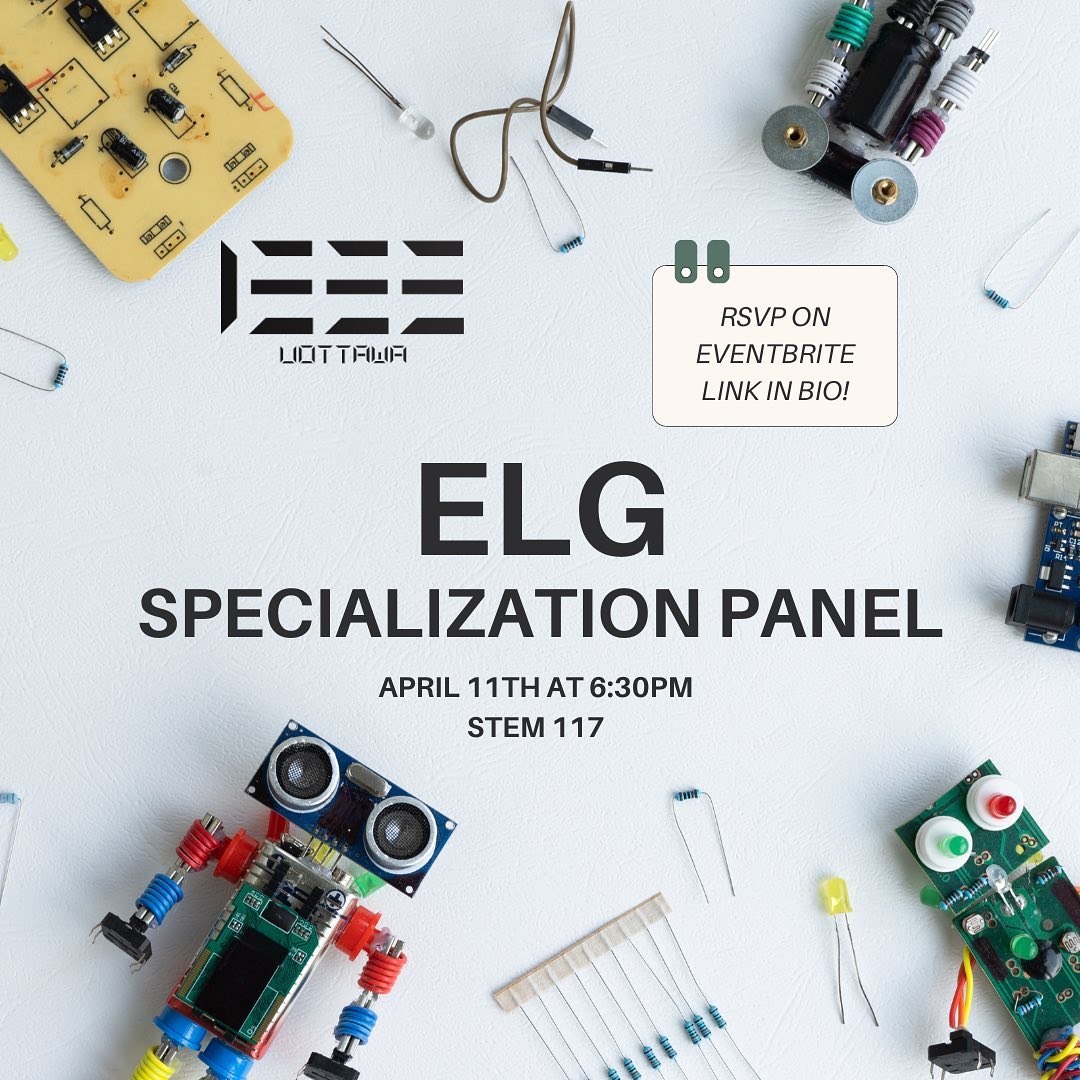 IEEE
UOTTAWA
RSVP ON
EVENTBRITE
LINK IN BIO!
ELG
SPECIALIZATION PANEL
APRIL 11TH AT 6:30PM
STEM 117